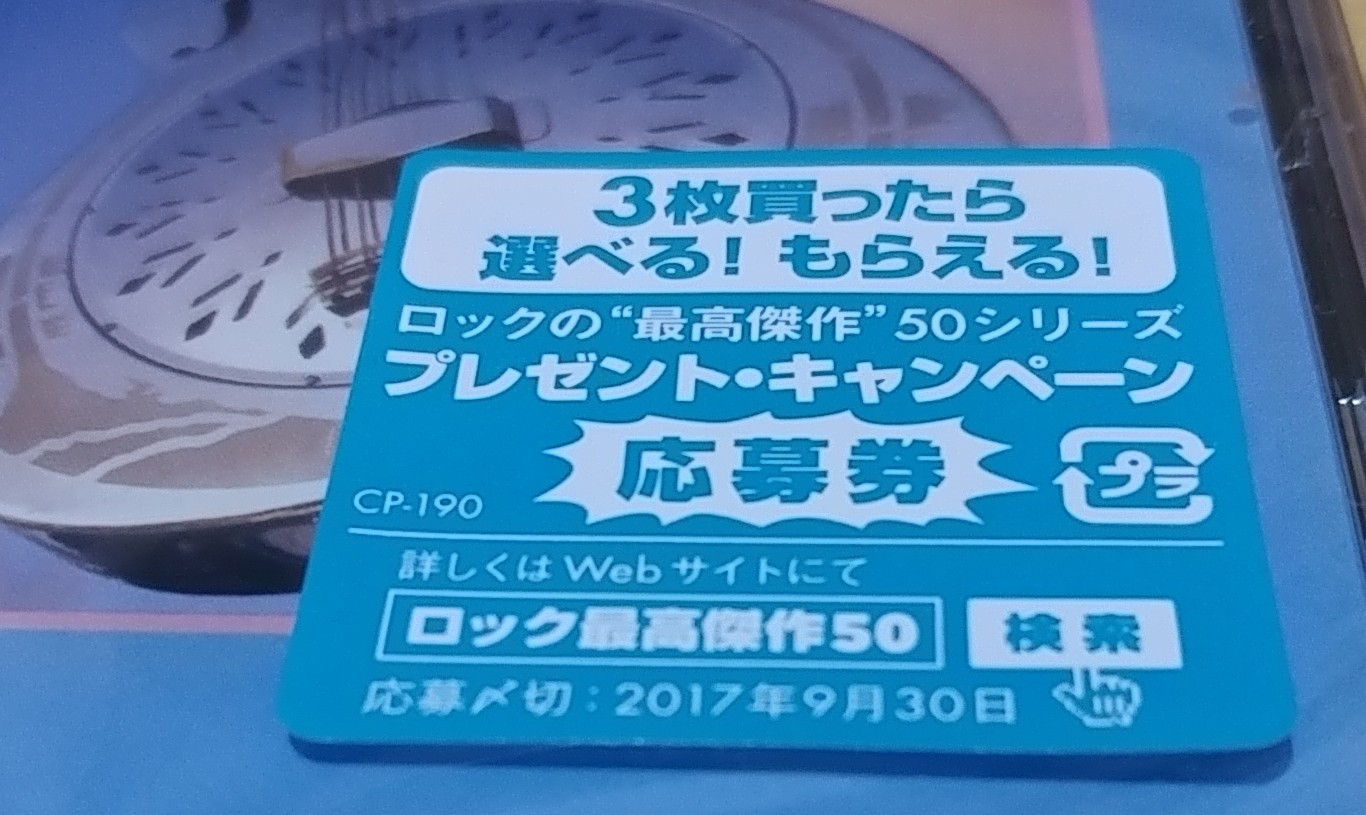 3枚買ったら
選べる! もらえる!
ロックの“最高傑作”50シリーズ
プレゼント・キャンペーン
応募券
プラ
CP-190
詳しくはWebサイトにて
ロック最高傑作50 検索
応募〆切:2017年9月30日